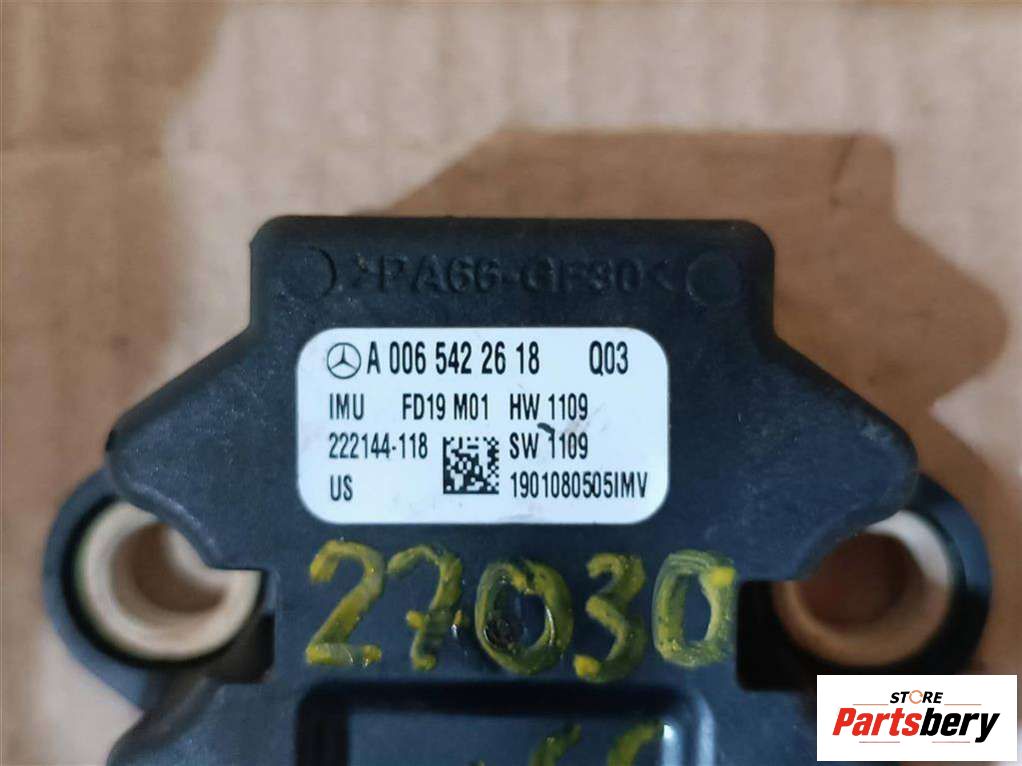 >PA66-GF30<
A 006 542 26 18 Q03
IMU FD19 M01 HW 1109
222144-118 SW 1109
US 1901080505IMV
27030
STORE
Partsbery